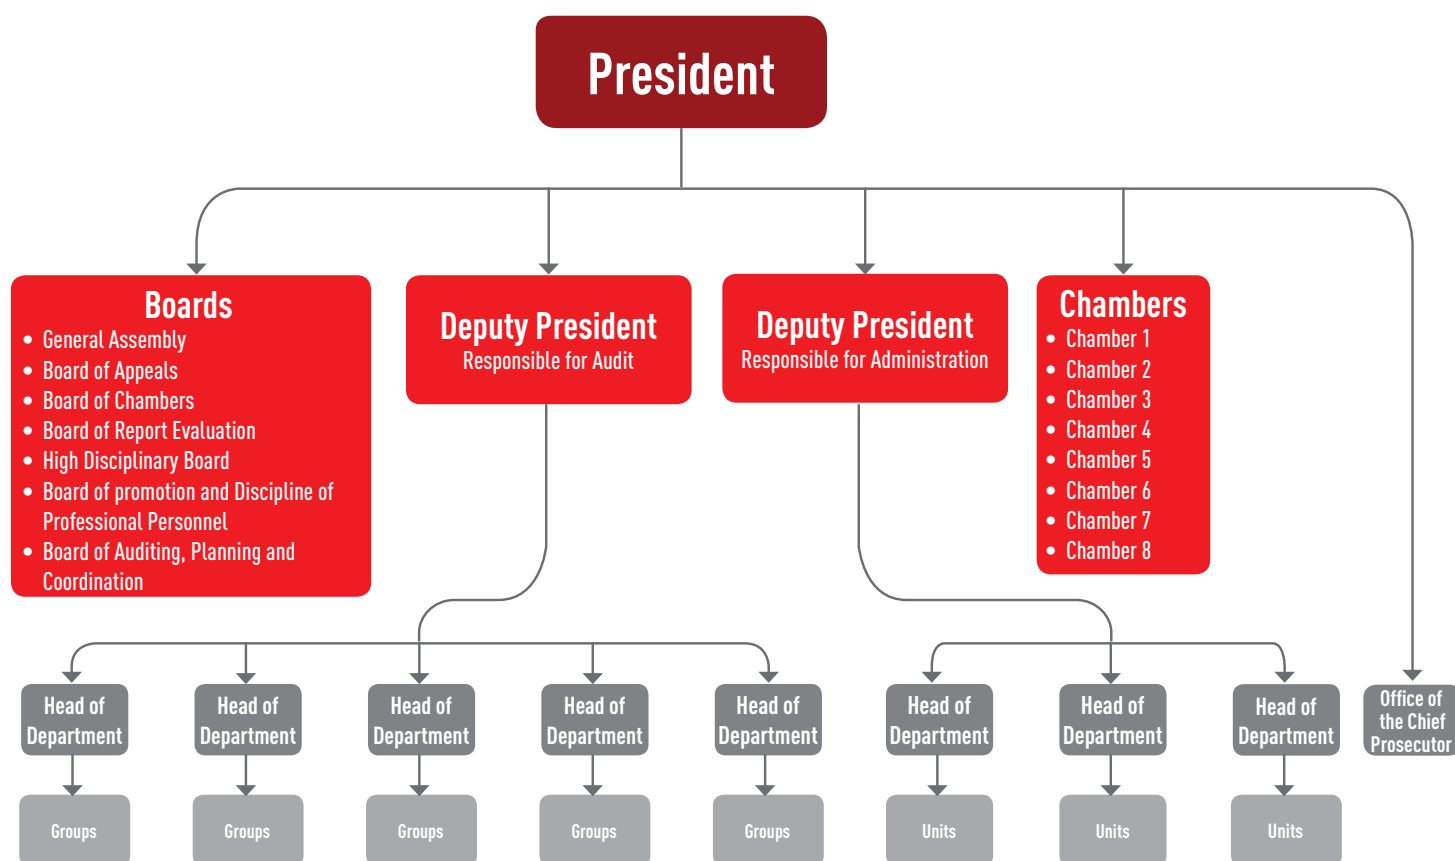 President
Boards
• General Assembly
• Board of Appeals
• Board of Chambers
• Board of Report Evaluation
• High Disciplinary Board
• Board of promotion and Discipline of
Professional Personnel
• Board of Auditing, Planning and
Coordination
Deputy President
Responsible for Audit
Deputy President
Responsible for Administration
Chambers
• Chamber 1
• Chamber 2
• Chamber 3
• Chamber 4
• Chamber 5
• Chamber 6
• Chamber 7
• Chamber 8
Head of
Department
Head of
Department
Head of
Department
Head of
Department
Head of
Department
Head of
Department
Head of
Department
Head of
Department
Office of
the Chief
Prosecutor
Groups
Groups
Groups
Groups
Groups
Units
Units
Units